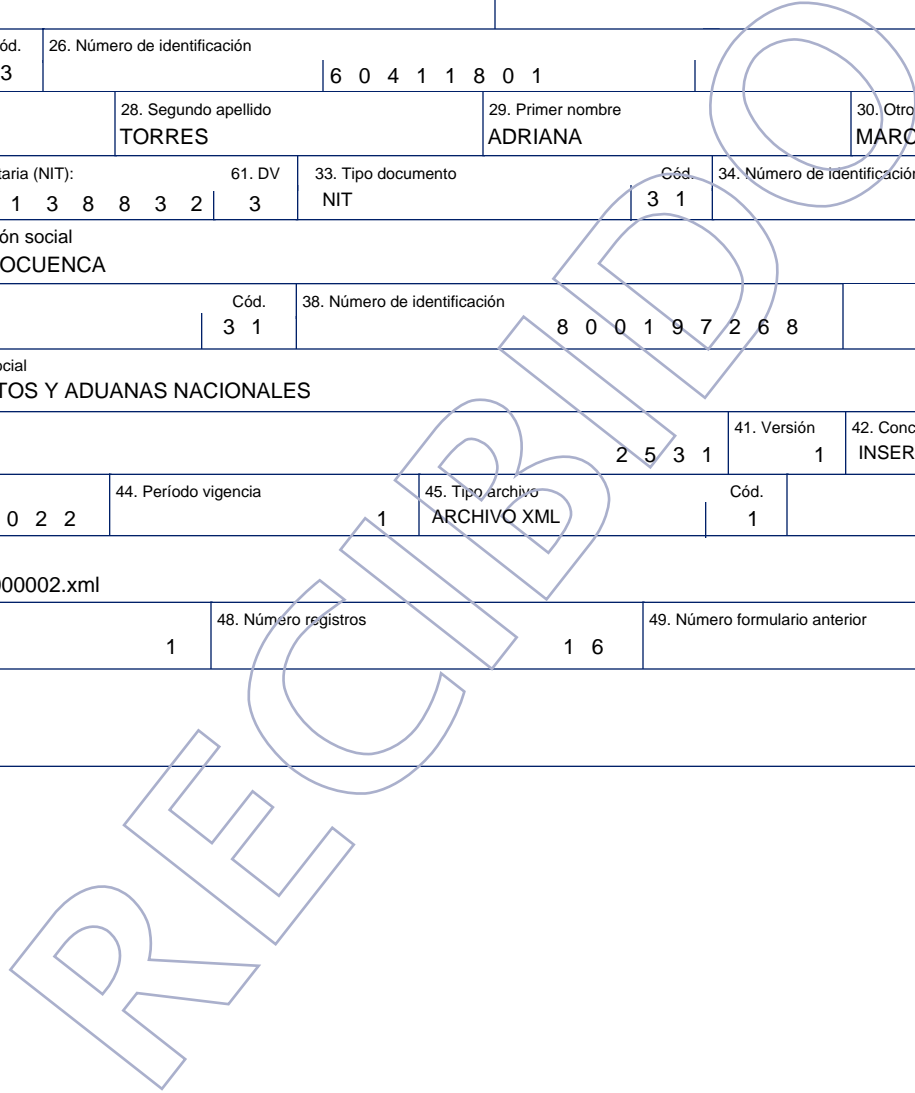 ód. 26. Número de identificación
3 6 0 4 1 1 8 0 1
28. Segundo apellido 29. Primer nombre 30. Otro
TORRES ADRIANA MARC
taria (NIT): 61. DV 33. Tipo documento Cód. 34. Número de identificación
1 3 8 8 3 2 3 NIT 3 1
ón social
OCUENCA
Cód. 38. Número de identificación
3 1 8 0 0 1 9 7 2 6 8
ocial
TOS Y ADUANAS NACIONALES
41. Versión 42. Conc
2 5 3 1 1 INSER
44. Período vigencia 45. Tipo archivo Cód.
0 2 2 1 ARCHIVO XML 1
000002.xml
48. Número registros 49. Número formulario anterior
1 1 6
RECIBIDO